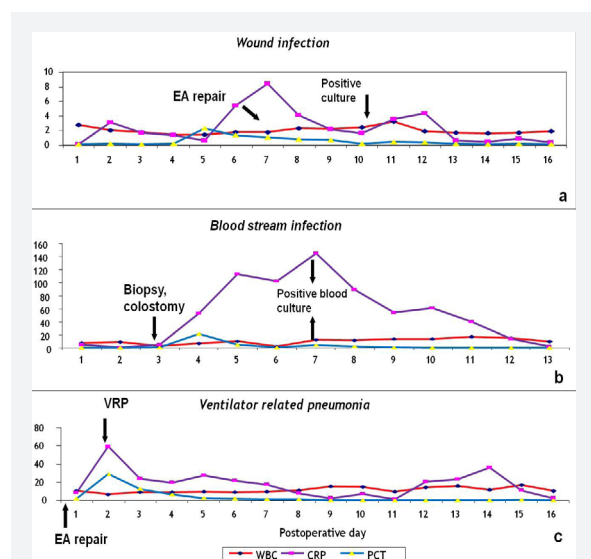 Wound infection
10
8
6
4
2
0
EA repair
Positive
culture
1 2 3 4 5 6 7 8 9 10 11 12 13 14 15 16
a
Blood stream infection
160
140
120
100
80
60
40
20
0
Biopsy,
colostomy
Positive blood
culture
1 2 3 4 5 6 7 8 9 10 11 12 13
b
VRP
Ventilator related pneumonia
80
60
40
20
0
1 2 3 4 5 6 7 8 9 10 11 12 13 14 15 16
EA repair
Postoperative day
c
WBC CRP PCT